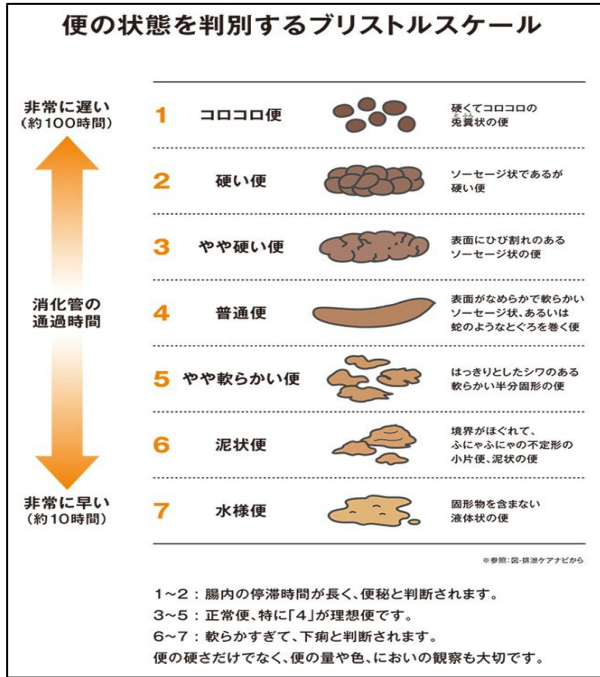 便の状態を判別するブリストルスケール
非常に遅い
(約100時間)
消化管の
通過時間
非常に早い
(約10時間)
1 コロコロ便
硬くてコロコロの
兎糞状の便
とふん
2 硬い便
ソーセージ状であるが
硬い便
3 やや硬い便
表面にひび割れのある
ソーセージ状の便
4 普通便
表面がなめらかで軟らかい
ソーセージ状、あるいは
蛇のようなとぐろを巻く便
5 やや軟らかい便
はっきりとしたシワのある
軟らかい半分固形の便
6 泥状便
境界がほぐれて、
ふにゃふにゃの不定形の
小片便、泥状の便
7 水様便
固形物を含まない
液体状の便
※参照:図-排泄ケアナビから
1~2:腸内の停滞時間が長く、便秘と判断されます。
3~5:正常便、特に「4」が理想便です。
6~7:軟らかすぎて、下痢と判断されます。
便の硬さだけでなく、便の量や色、においの観察も大切です。